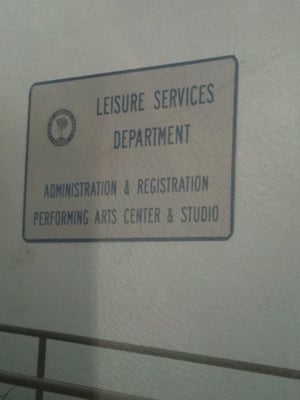 LEISURE SERVICES
DEPARTMENT
ADMINISTRATION & REGISTRATION
PERFORMING ARTS CENTER & STUDIO